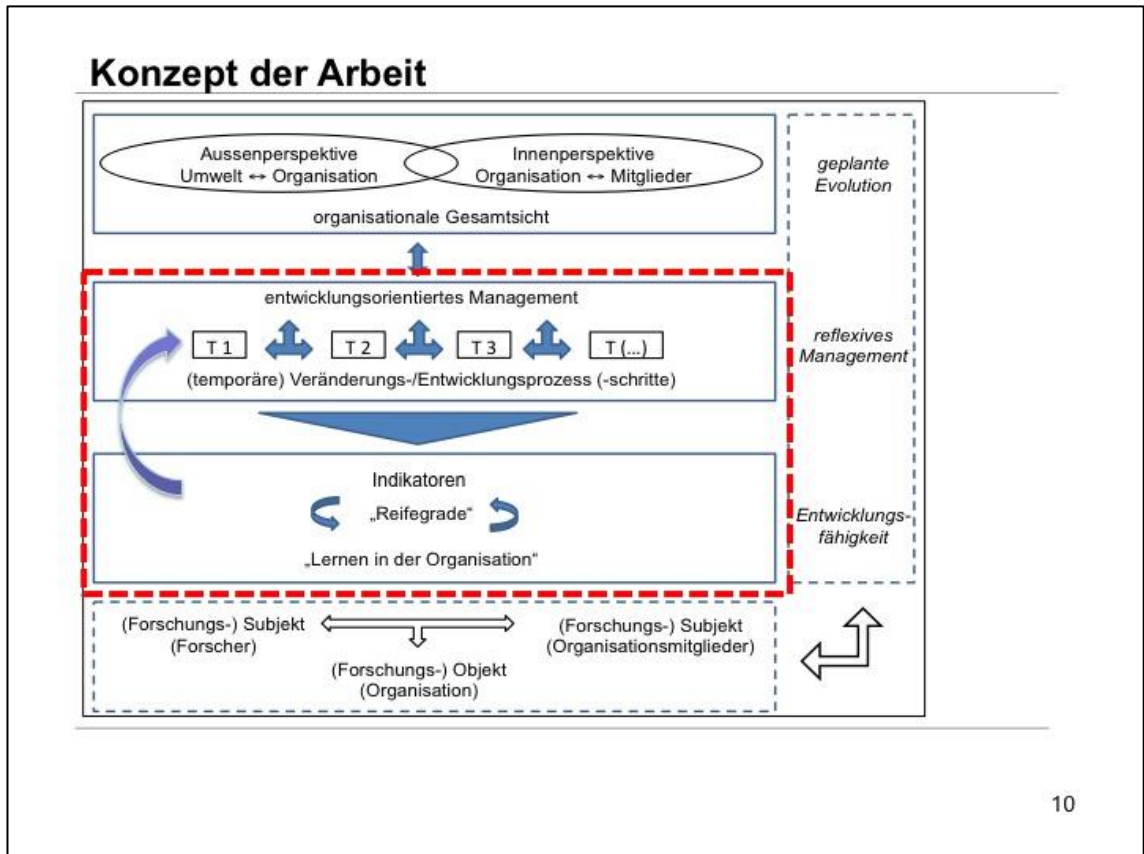 Konzept der Arbeit
Aussenperspektive
Umwelt ↔ Organisation
Innenperspektive
Organisation ↔ Mitglieder
organisationale Gesamtsicht
geplante
Evolution
entwicklungsorientiertes Management
T 1
T 2
T 3
T (...)
(temporäre) Veränderungs-/Entwicklungsprozess (-schritte)
reflexives
Management
Indikatoren
„Reifegrade“
„Lernen in der Organisation“
Entwicklungs-
fähigkeit
(Forschungs-) Subjekt
(Forscher)
(Forschungs-) Objekt
(Organisation)
(Forschungs-) Subjekt
(Organisationsmitglieder)
10